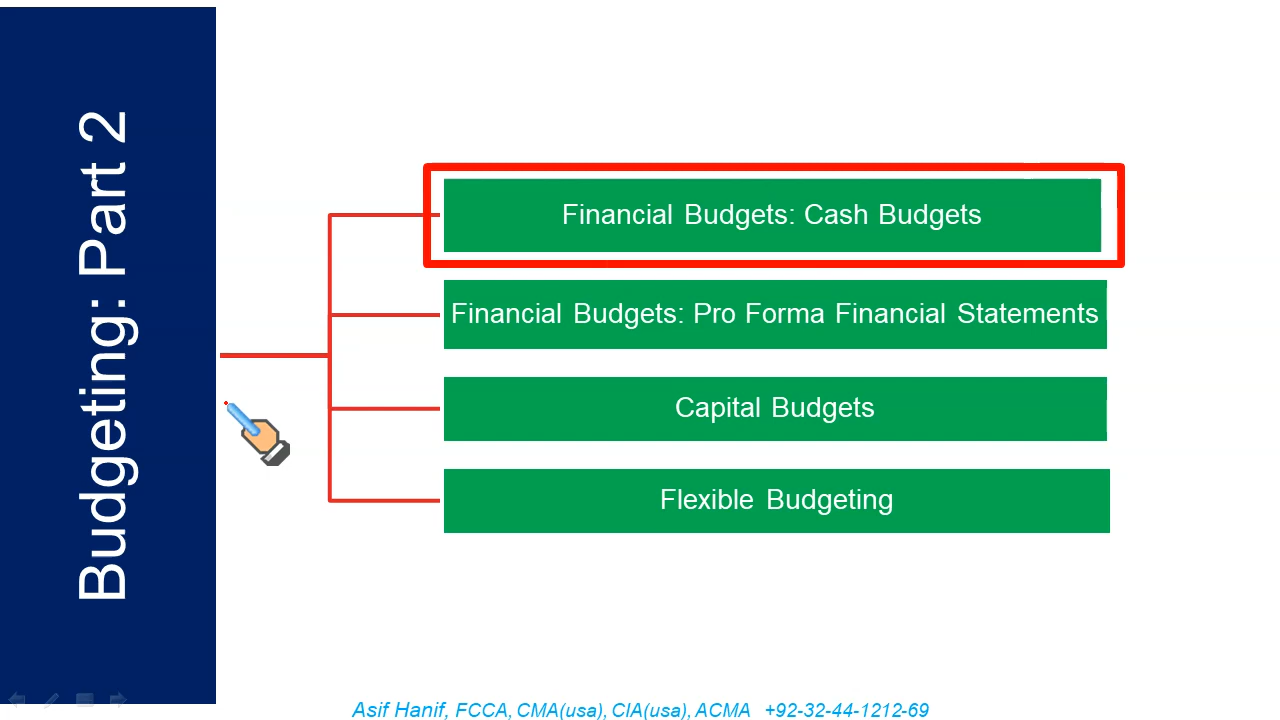 Budgeting: Part 2
Financial Budgets: Cash Budgets
Financial Budgets: Pro Forma Financial Statements
Capital Budgets
Flexible Budgeting
Asif Hanif, FCCA, CMA(usa), CIA(usa), ACMA +92-32-44-1212-69